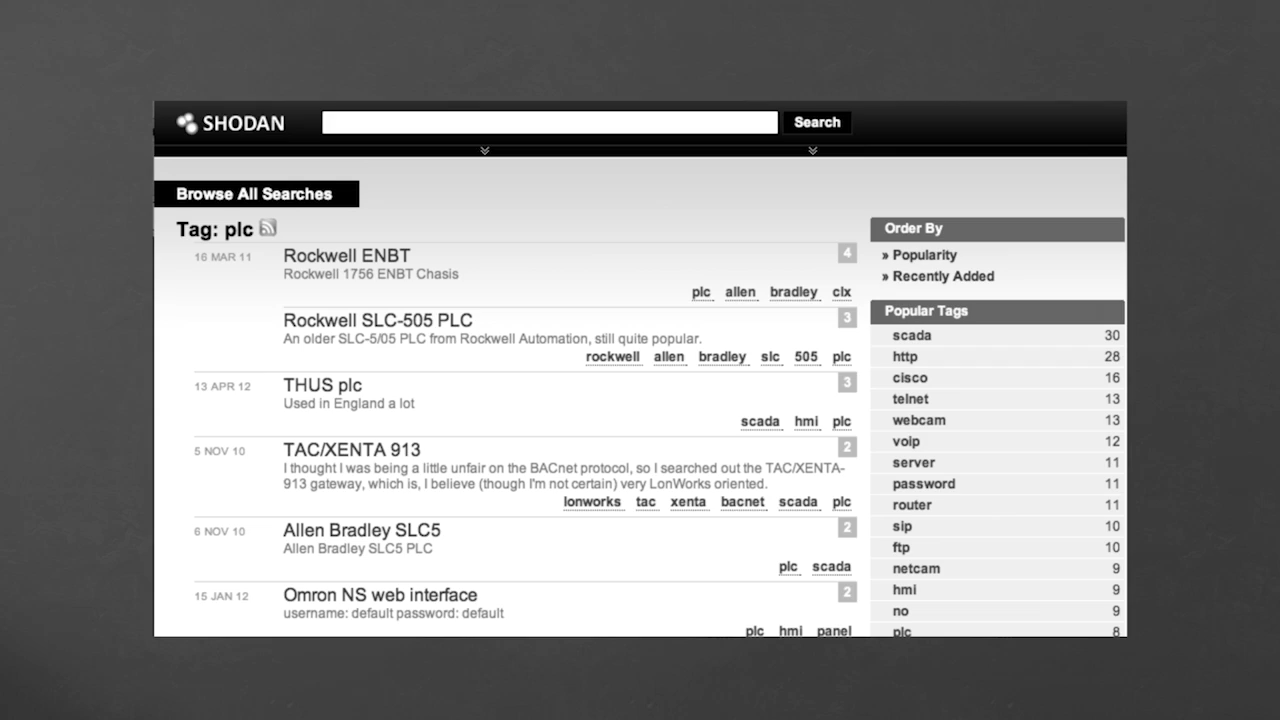 SHODAN
Search
Browse All Searches
Tag: plc
16 MAR 11
Rockwell ENBT
4
Rockwell 1756 ENBT Chasis
plc allen bradley clx
Rockwell SLC-505 PLC
3
An older SLC-5/05 PLC from Rockwell Automation, still quite popular.
rockwell allen bradley slc 505 plc
13 APR 12
THUS plc
3
Used in England a lot
scada hmi plc
5 NOV 10
TAC/XENTA 913
2
I thought I was being a little unfair on the BACnet protocol, so I searched out the TAC/XENTA-
913 gateway, which is, I believe (though I'm not certain) very LonWorks oriented.
lonworks tac xenta bacnet scada plc
6 NOV 10
Allen Bradley SLC5
2
Allen Bradley SLC5 PLC
plc scada
15 JAN 12
Omron NS web interface
2
username: default password: default
plc hmi panel
Order By
» Popularity
» Recently Added
Popular Tags
scada 30
http 28
cisco 16
telnet 13
webcam 13
voip 12
server 11
password 11
router 11
sip 10
ftp 10
netcam 9
hmi 9
no 9
plc 8